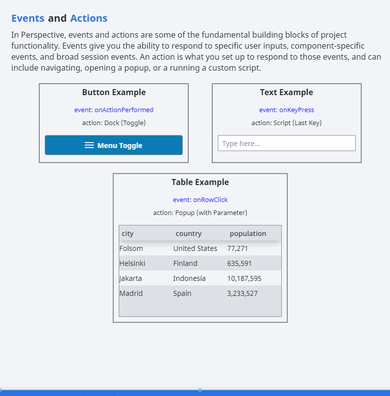 Events and Actions
In Perspective, events and actions are some of the fundamental building blocks of project
functionality. Events give you the ability to respond to specific user inputs, component-specific
events, and broad session events. An action is what you set up to respond to those events, and can
include navigating, opening a popup, or a running a custom script.
Button Example
event: onActionPerformed
action: Dock (Toggle)
Menu Toggle
Text Example
event: onKeyPress
action: Script (Last Key)
Type here...
Table Example
event: onRowClick
action: Popup (with Parameter)
city country population
Folsom United States 77,271
Helsinki Finland 635,591
Jakarta Indonesia 10,187,595
Madrid Spain 3,233,527